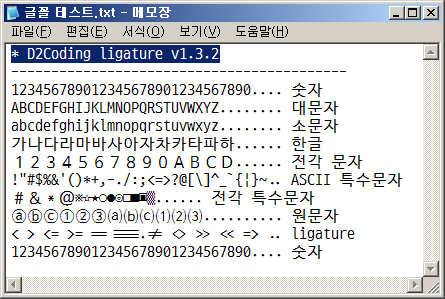 글꼴 테스트.txt - 메모장
파일(F) 편집(E) 서식(O) 보기(V) 도움말(H)
* D2Coding ligature v1.3.2
----------------------------------------
1234567890123456789012345678 90.... 숫자
ABCDEFGHIJKLMNOPQRSTUVWXYZ........ 대문자
abcdefghijklmnopqrstuvwxyz........ 소문자
가나다라마바사아자차카타파하...... 한글
１２３４５６７８９０ＡＢＣＤ...... 전각 문자
!"#$%&'()*+,-./:;<=>?@[\]^_`{|}~.. ASCII 특수문자
＃＆＊＠※☆★○●◎□■▣▒...... 전각 특수문자
ⓐⓑⓒ①②③⒜⒝⒞⑴⑵⑶.......... 원문자
< > <= >= == ===.≠ <> >> << => .. ligature
123456789012345678901234567890.... 숫자